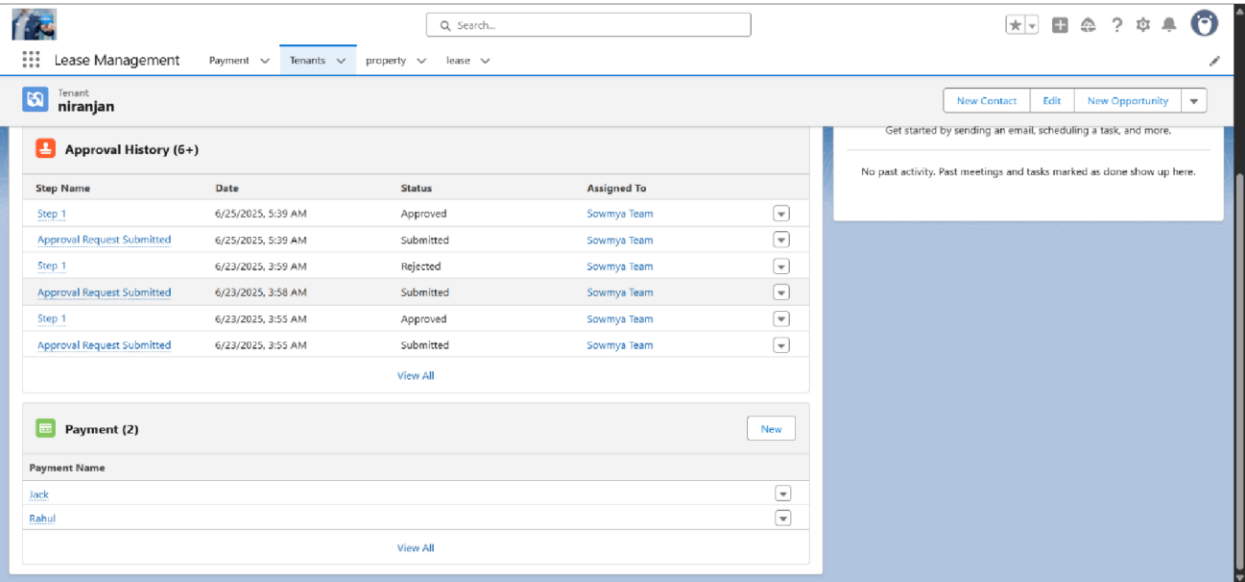 Search...
Lease Management Payment Tenants property lease
Tenant
niranjan
New Contact Edit New Opportunity
Get started by sending an email, scheduling a task, and more.
No past activity. Past meetings and tasks marked as done show up here.
Approval History (6+)
Step Name Date Status Assigned To
Step 1 6/25/2025, 5:39 AM Approved Sowmya Team
Approval Request Submitted 6/25/2025, 5:39 AM Submitted Sowmya Team
Step 1 6/23/2025, 3:59 AM Rejected Sowmya Team
Approval Request Submitted 6/23/2025, 3:58 AM Submitted Sowmya Team
Step 1 6/23/2025, 3:55 AM Approved Sowmya Team
Approval Request Submitted 6/23/2025, 3:55 AM Submitted Sowmya Team
View All
Payment (2)
New
Payment Name
Jack
Rahul
View All